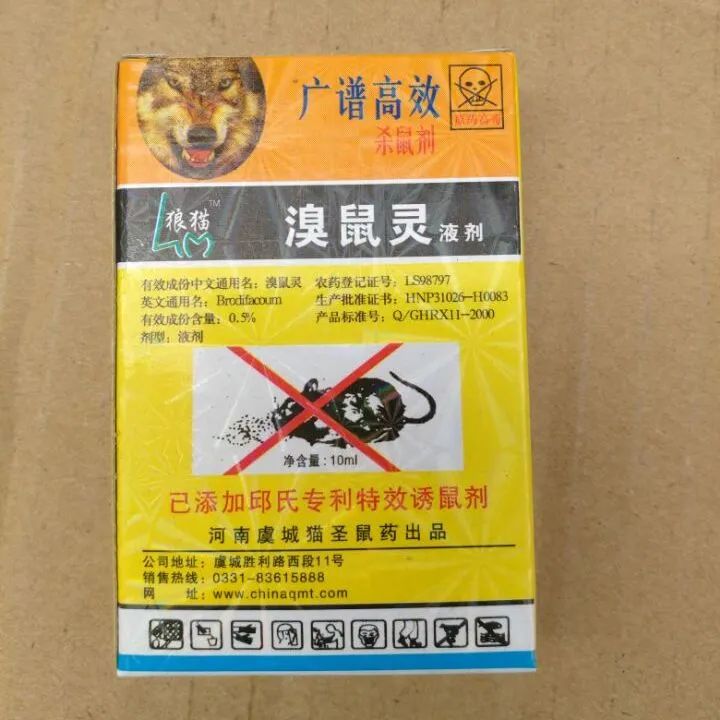 广谱高效
杀鼠剂
原药高毒
狼猫™
LM
溴鼠灵 液剂
有效成份中文通用名：溴鼠灵
英文通用名：Brodifacoum
有效成份含量：0.5%
剂型：液剂
农药登记证号：LS98797
生产批准证书：HNP31026-H0083
产品标准号：Q/GHRX11-2000
净含量：10ml
已添加邱氏专利特效诱鼠剂
河南虞城猫圣鼠药出品
公司地址：虞城胜利路西段11号
销售热线：0331-83615888
网　　址：www.chinaqmt.com